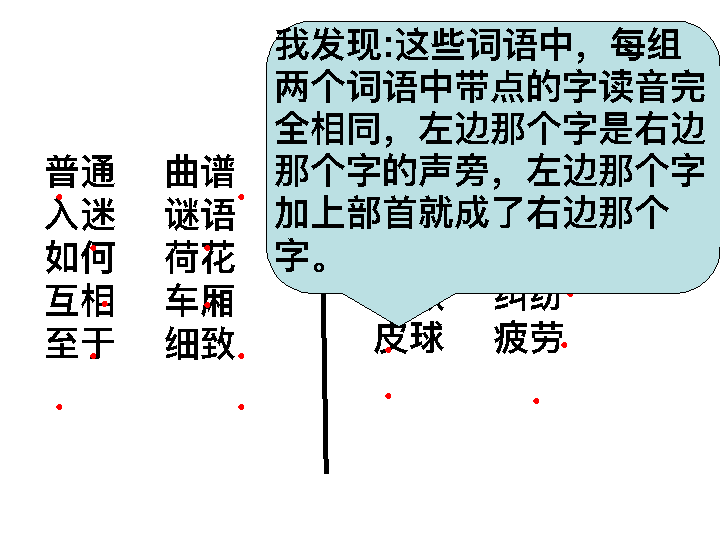 我发现:这些词语中，每组
两个词语中带点的字读音完
全相同，左边那个字是右边
那个字的声旁，左边那个字
加上部首就成了右边那个
字。
普通 曲谱
入迷 谜语
如何 荷花
互相 车厢
至于 细致
纠纷
皮球 疲劳